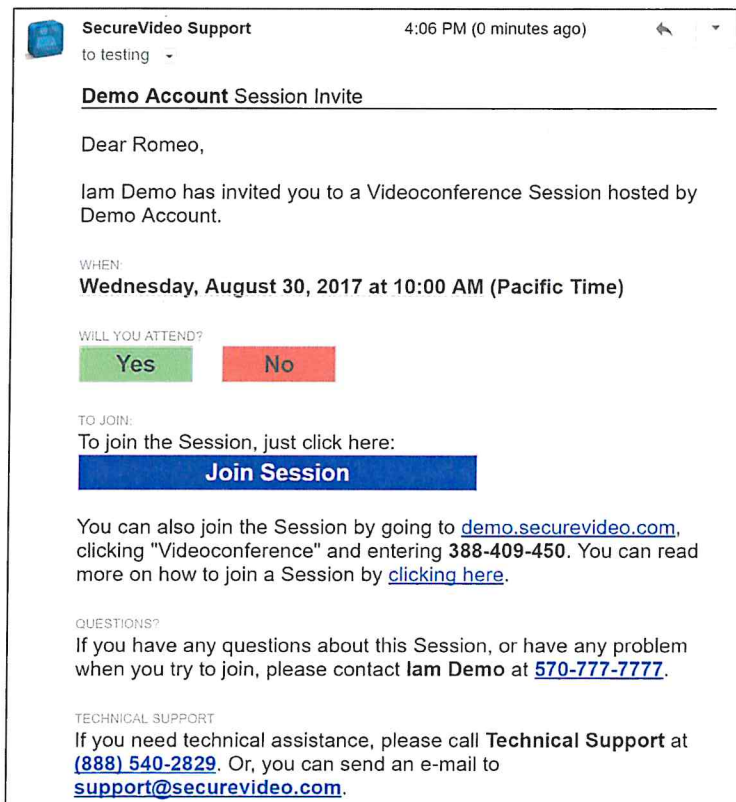 SecureVideo Support 4:06 PM (0 minutes ago)
to testing
Demo Account Session Invite
Dear Romeo,
Iam Demo has invited you to a Videoconference Session hosted by
Demo Account.
WHEN:
Wednesday, August 30, 2017 at 10:00 AM (Pacific Time)
WILL YOU ATTEND?
Yes No
TO JOIN:
To join the Session, just click here:
Join Session
You can also join the Session by going to demo.securevideo.com,
clicking "Videoconference" and entering 388-409-450. You can read
more on how to join a Session by clicking here.
QUESTIONS?
If you have any questions about this Session, or have any problem
when you try to join, please contact Iam Demo at 570-777-7777.
TECHNICAL SUPPORT
If you need technical assistance, please call Technical Support at
(888) 540-2829. Or, you can send an e-mail to
support@securevideo.com.